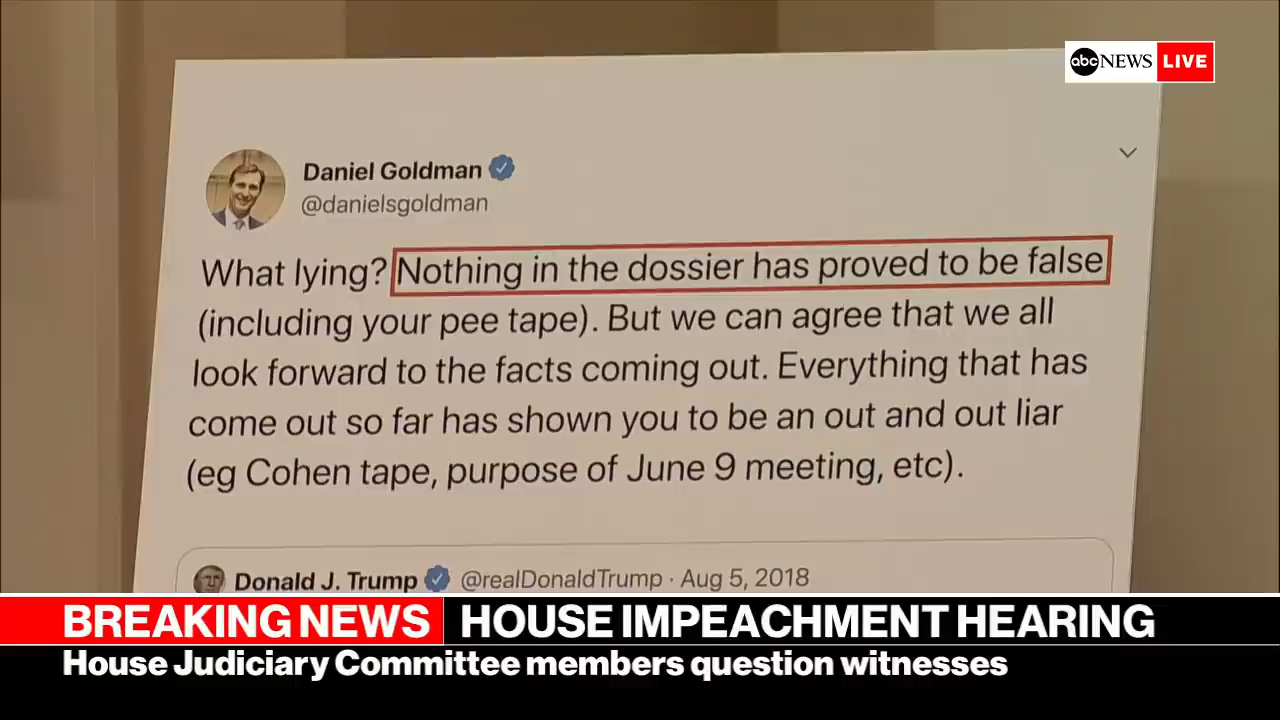 abc NEWS LIVE
Daniel Goldman
@danielsgoldman
What lying? Nothing in the dossier has proved to be false
(including your pee tape). But we can agree that we all
look forward to the facts coming out. Everything that has
come out so far has shown you to be an out and out liar
(eg Cohen tape, purpose of June 9 meeting, etc).
Donald J. Trump @realDonaldTrump · Aug 5, 2018
BREAKING NEWS HOUSE IMPEACHMENT HEARING
House Judiciary Committee members question witnesses